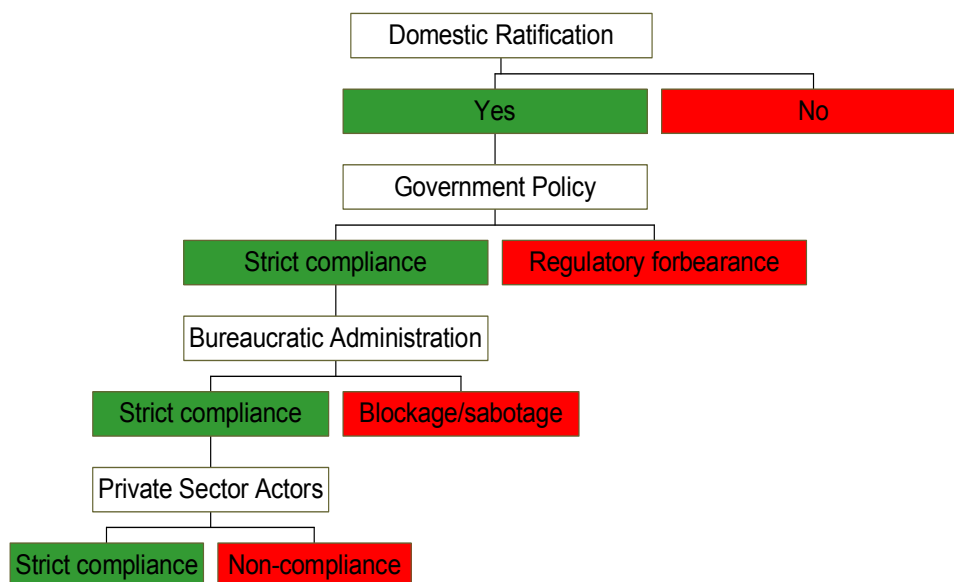 Domestic Ratification
Yes
No
Government Policy
Strict compliance
Regulatory forbearance
Bureaucratic Administration
Strict compliance
Blockage/sabotage
Private Sector Actors
Strict compliance
Non-compliance